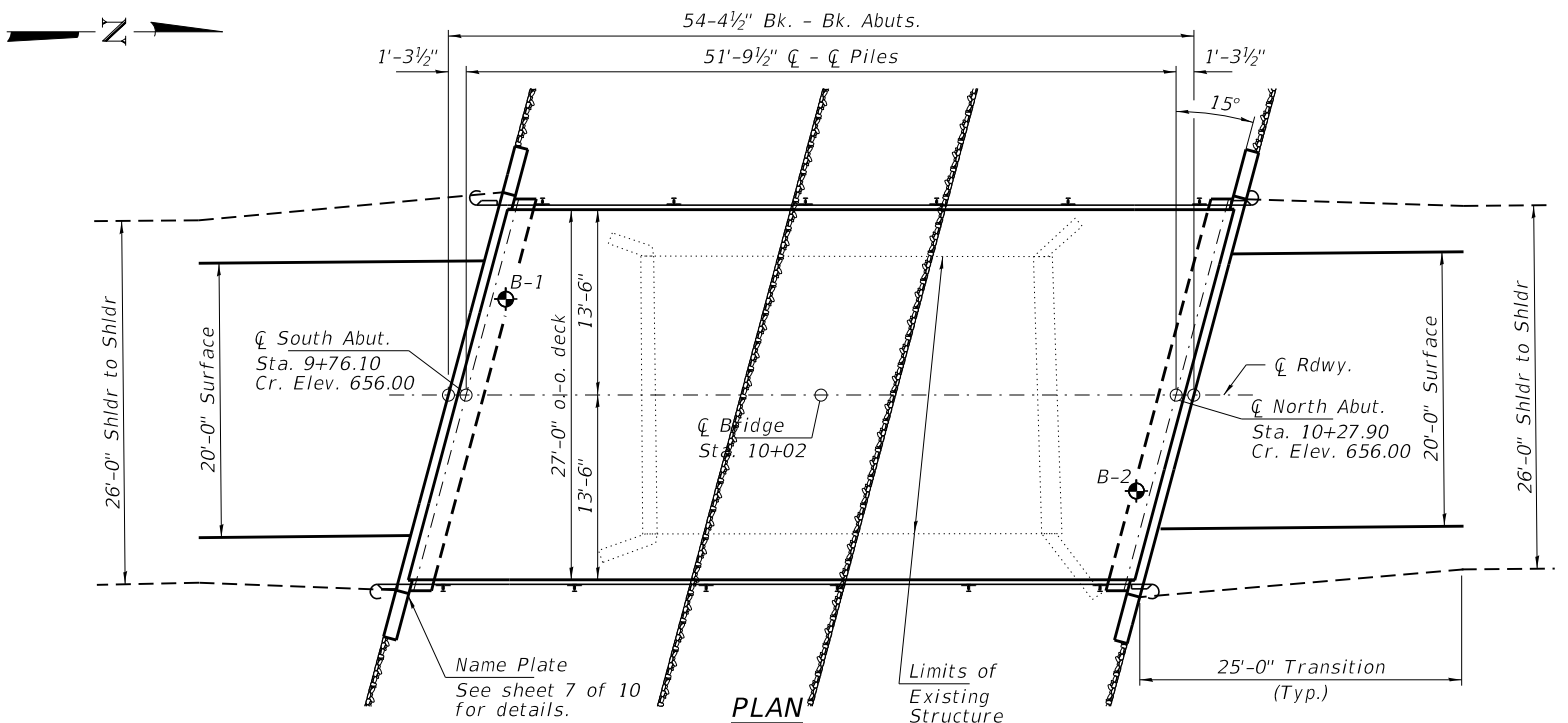 N
54-4½" Bk. - Bk. Abuts.
1'-3½"
51'-9½" ℄ - ℄ Piles
1'-3½"
15°
B-1
13'-6"
27'-0" o.-o. deck
13'-6"
26'-0" Shldr to Shldr
20'-0" Surface
℄ South Abut.
Sta. 9+76.10
Cr. Elev. 656.00
℄ Bridge
Sta. 10+02
℄ Rdwy.
℄ North Abut.
Sta. 10+27.90
Cr. Elev. 656.00
B-2
20'-0" Surface
26'-0" Shldr to Shldr
Name Plate
See sheet 7 of 10
for details.
PLAN
Limits of
Existing
Structure
25'-0" Transition
(Typ.)